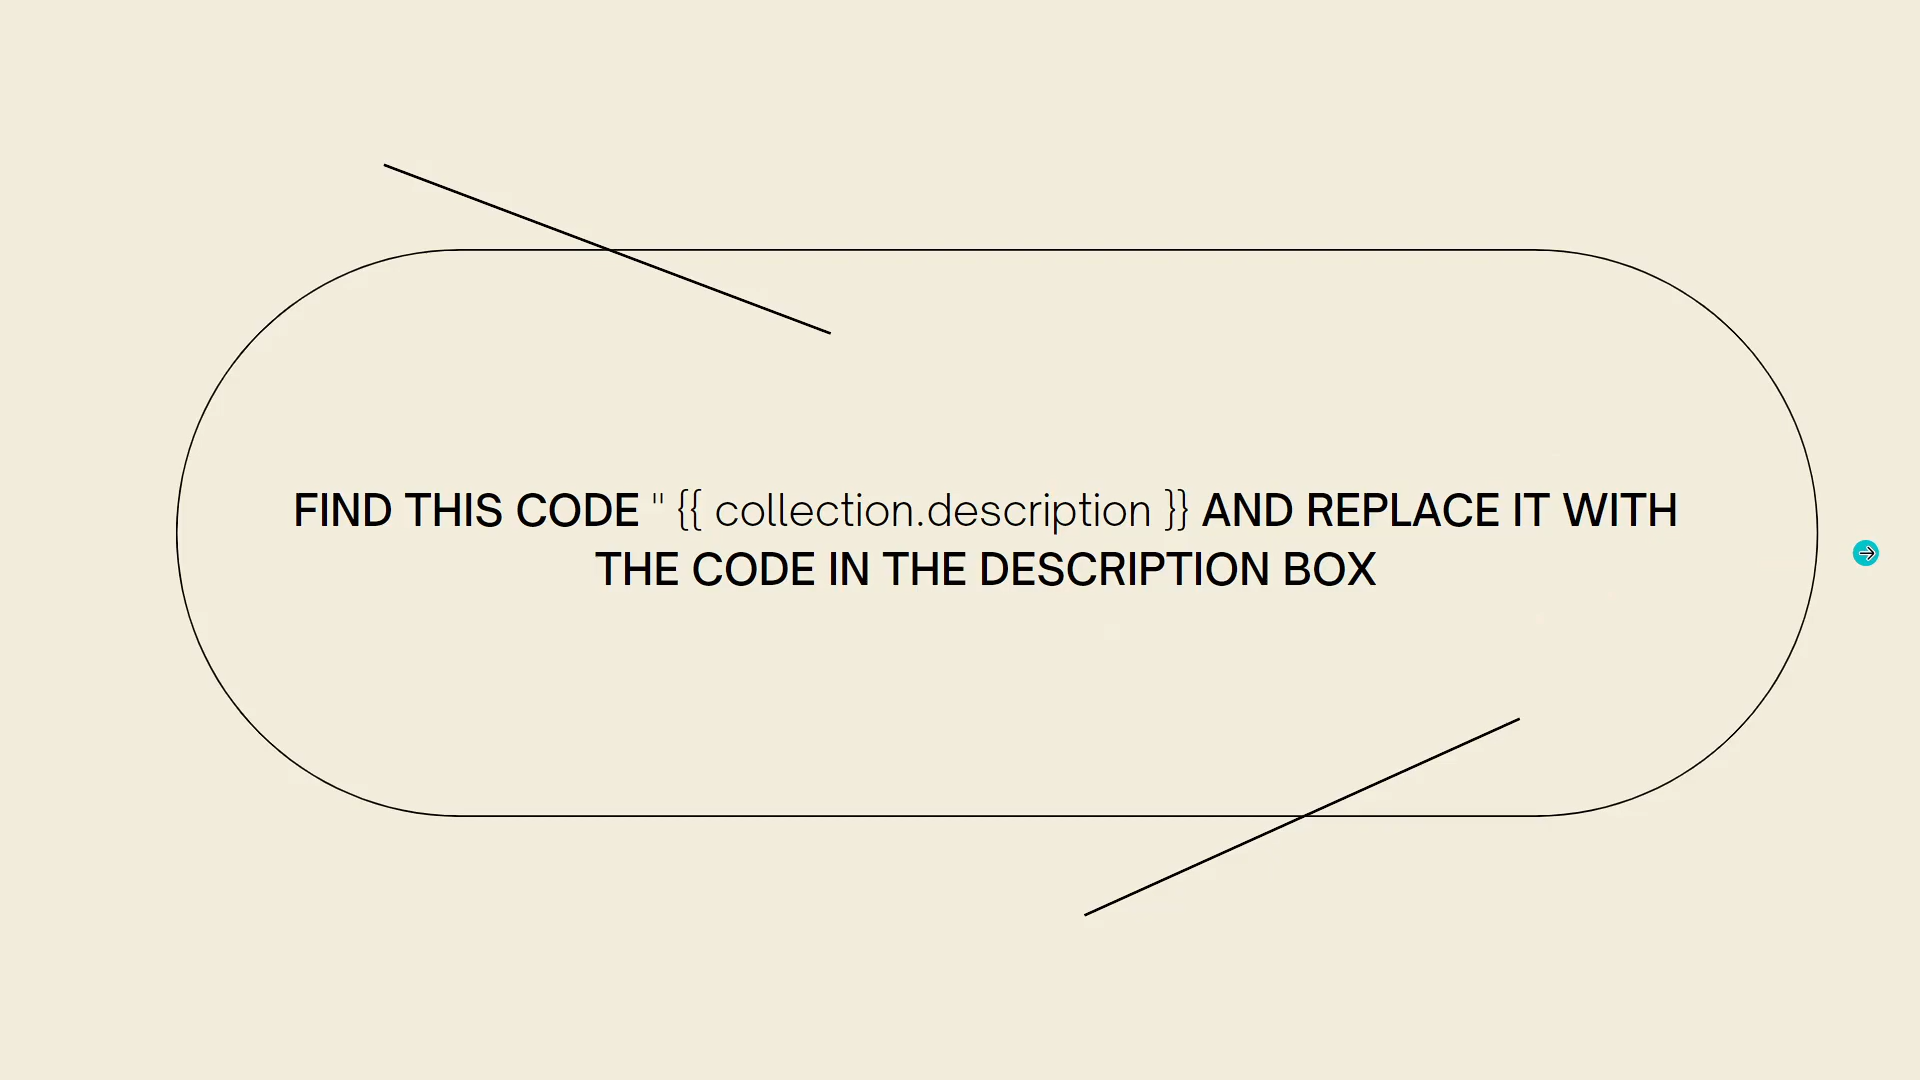 FIND THIS CODE " {{ collection.description }} AND REPLACE IT WITH
THE CODE IN THE DESCRIPTION BOX